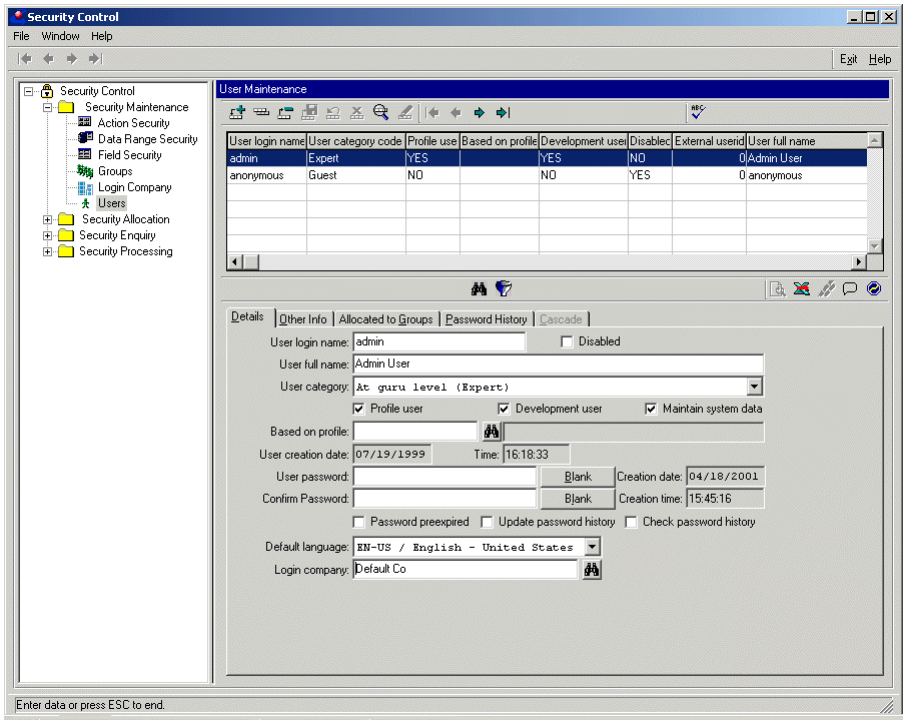 Security Control
File Window Help
Exit Help
Security Control
Security Maintenance
Action Security
Data Range Security
Field Security
Groups
Login Company
Users
Security Allocation
Security Enquiry
Security Processing
User Maintenance
ABC
User login name User category code Profile use Based on profile Development user Disablec External userid User full name
admin Expert YES YES NO 0 Admin User
anonymous Guest NO NO YES 0 anonymous
Details Other Info Allocated to Groups Password History Cascade
User login name: admin Disabled
User full name: Admin User
User category: At guru level (Expert)
Profile user Development user Maintain system data
Based on profile:
User creation date: 07/19/1999 Time: 16:18:33
User password: Blank Creation date: 04/18/2001
Confirm Password: Blank Creation time: 15:45:16
Password preexpired Update password history Check password history
Default language: EN-US / English - United States
Login company: Default Co
Enter data or press ESC to end.